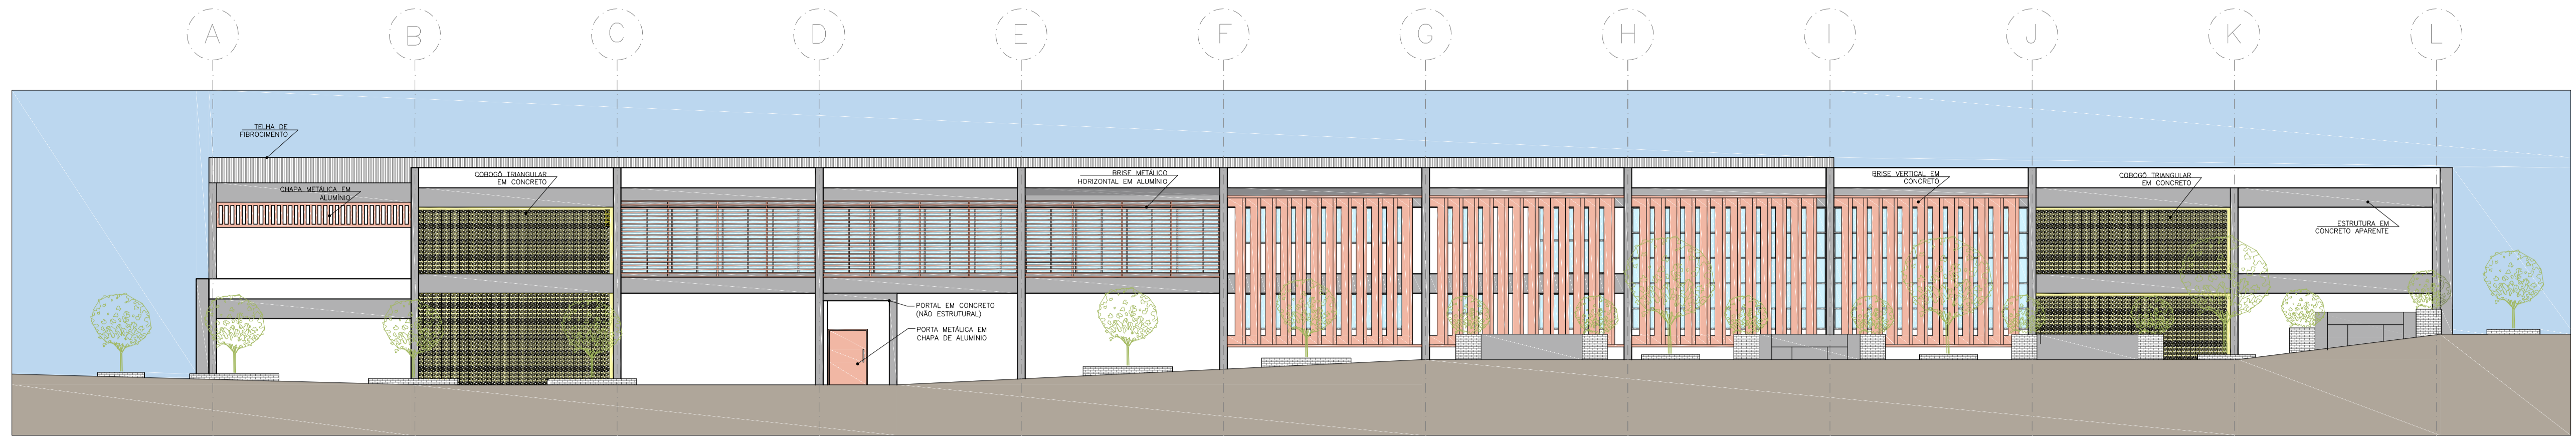 A
B
C
D
E
F
G
H
I
J
K
L
TELHA DE
FIBROCIMENTO
CHAPA METÁLICA EM
ALUMÍNIO
COBOGÓ TRIANGULAR
EM CONCRETO
BRISE METÁLICO
HORIZONTAL EM ALUMÍNIO
BRISE VERTICAL EM
CONCRETO
COBOGÓ TRIANGULAR
EM CONCRETO
ESTRUTURA EM
CONCRETO APARENTE
PORTAL EM CONCRETO
(NÃO ESTRUTURAL)
PORTA METÁLICA EM
CHAPA DE ALUMÍNIO